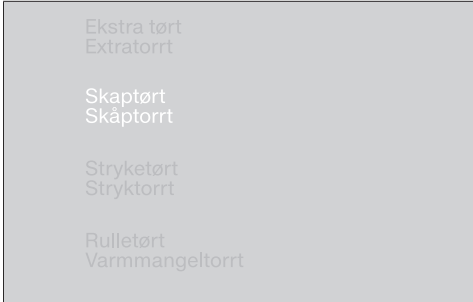 Ekstra tørt
Extratorrt
Skaptørt
Skåptorrt
Stryketørt
Stryktorrt
Rulletørt
Varmmangeltorrt